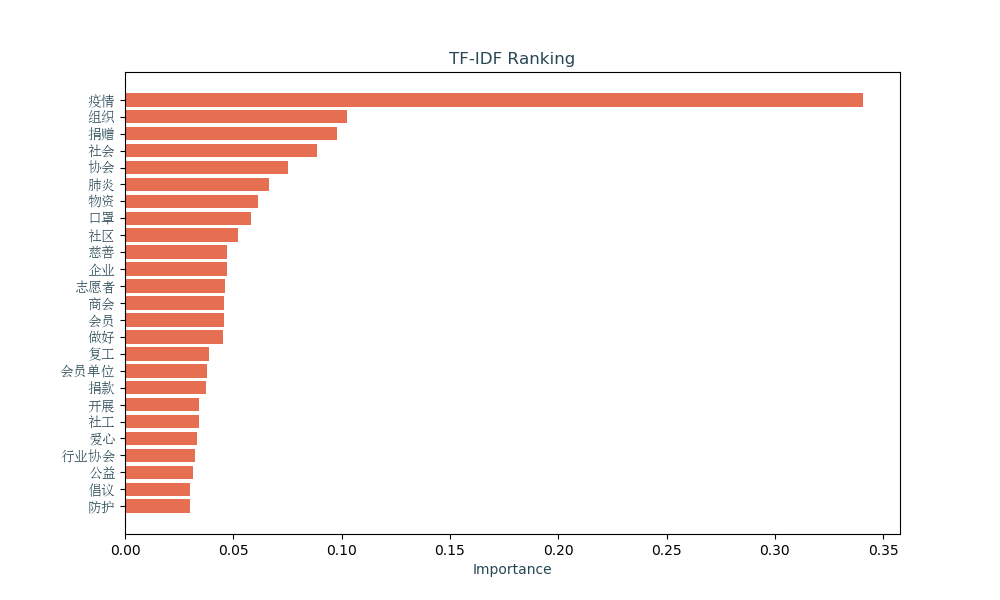 TF-IDF Ranking
疫情
组织
捐赠
社会
协会
肺炎
物资
口罩
社区
慈善
企业
志愿者
商会
会员
做好
复工
会员单位
捐款
开展
社工
爱心
行业协会
公益
倡议
防护
0.00 0.05 0.10 0.15 0.20 0.25 0.30 0.35
Importance